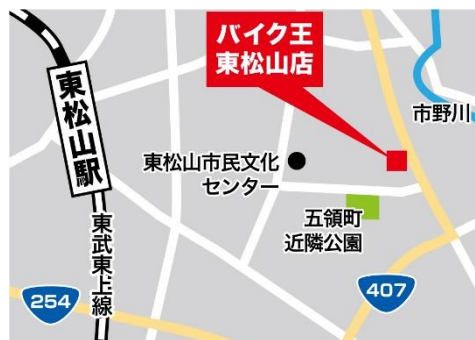 バイク王
東松山店
市野川
東松山駅
東松山市民文化
センター
五領町
近隣公園
東武東上線
254
407